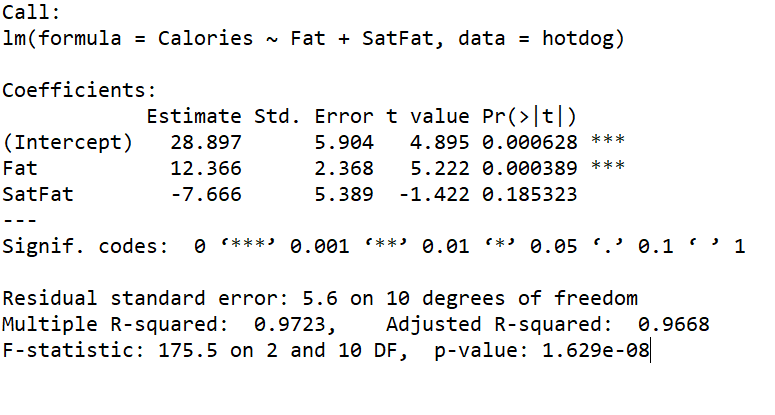 Call:
lm(formula = Calories ~ Fat + SatFat, data = hotdog)
Coefficients:
            Estimate Std. Error t value Pr(>|t|)
(Intercept)   28.897      5.904   4.895 0.000628 ***
Fat           12.366      2.368   5.222 0.000389 ***
SatFat        -7.666      5.389  -1.422 0.185323
---
Signif. codes:  0 ‘***’ 0.001 ‘**’ 0.01 ‘*’ 0.05 ‘.’ 0.1 ‘ ’ 1
Residual standard error: 5.6 on 10 degrees of freedom
Multiple R-squared:  0.9723,    Adjusted R-squared:  0.9668
F-statistic: 175.5 on 2 and 10 DF,  p-value: 1.629e-08